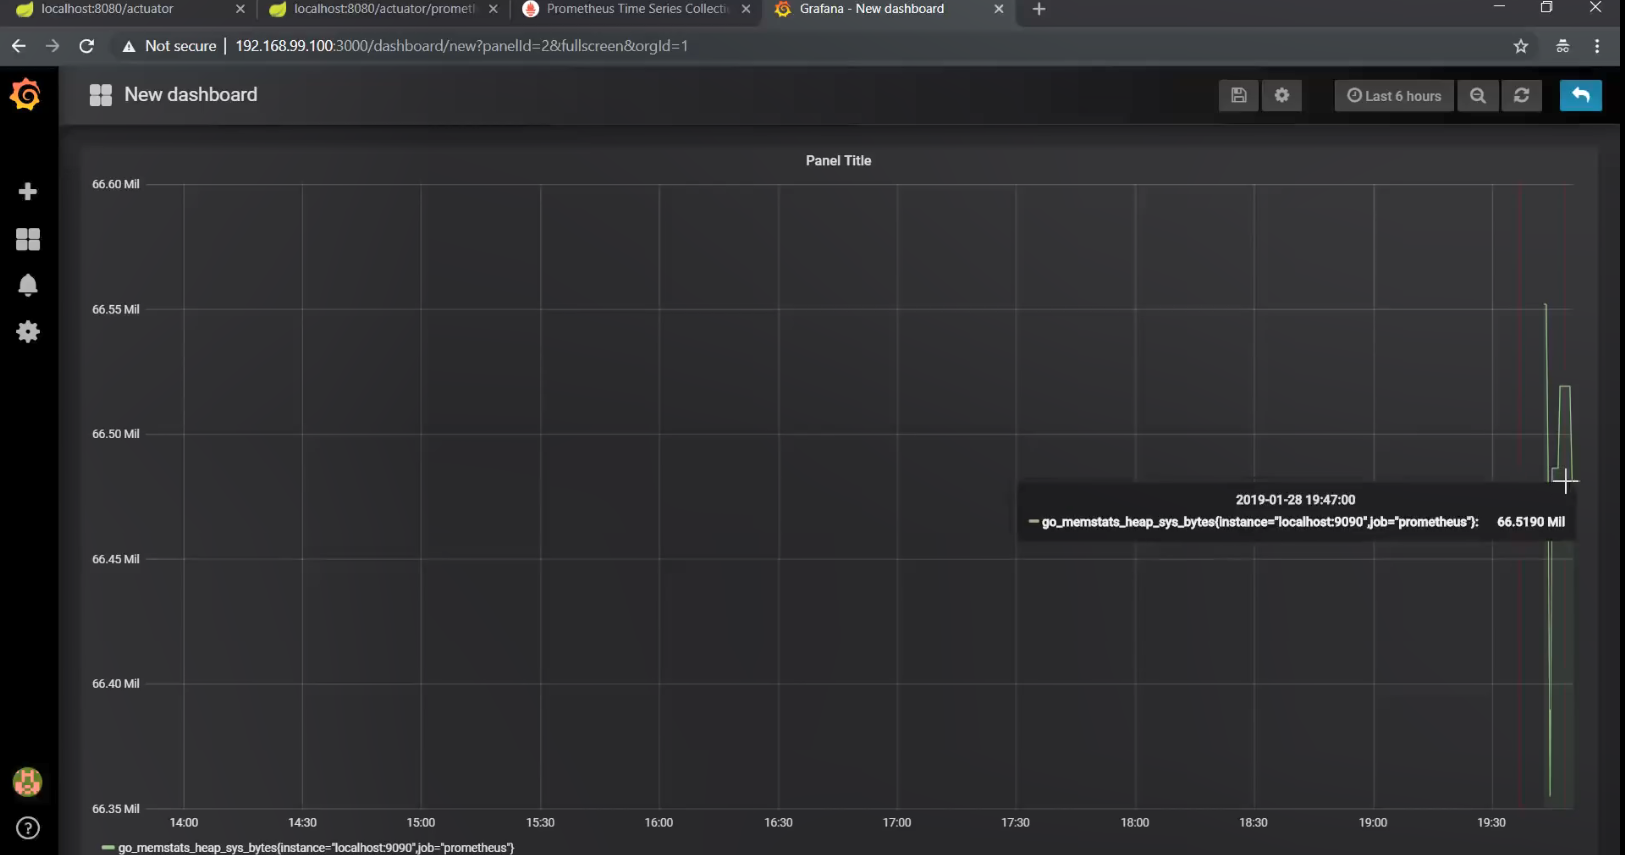 localhost:8080/actuator
localhost:8080/actuator/prometh
Prometheus Time Series Collecti
Grafana - New dashboard
Not secure | 192.168.99.100:3000/dashboard/new?panelId=2&fullscreen&orgId=1
New dashboard
Last 6 hours
Panel Title
66.60 Mil
66.55 Mil
66.50 Mil
2019-01-28 19:47:00
go_memstats_heap_sys_bytes{instance="localhost:9090",job="prometheus"}: 66.5190 Mil
66.45 Mil
66.40 Mil
66.35 Mil
14:00 14:30 15:00 15:30 16:00 16:30 17:00 17:30 18:00 18:30 19:00 19:30
go_memstats_heap_sys_bytes{instance="localhost:9090",job="prometheus"}